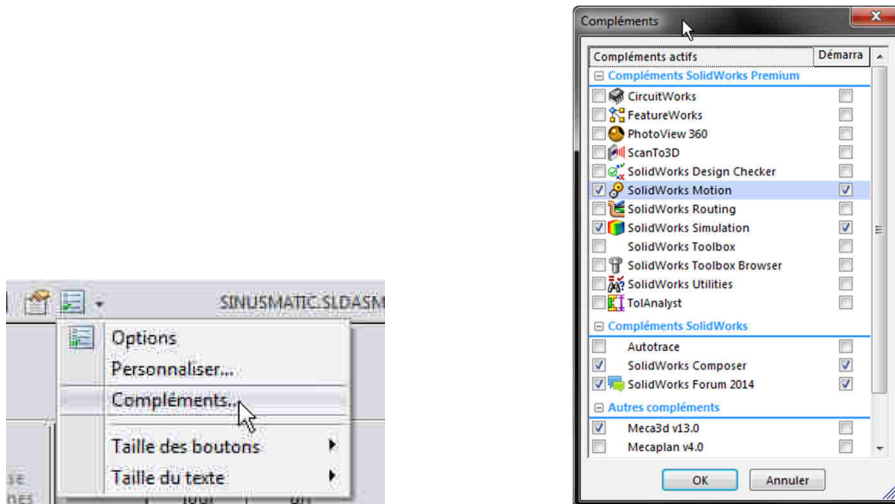 SINUSMATIC.SLDASM
Options
Personnaliser...
Compléments...
Taille des boutons
Taille du texte
Compléments
Compléments actifs Démarra
Compléments SolidWorks Premium
CircuitWorks
FeatureWorks
PhotoView 360
ScanTo3D
SolidWorks Design Checker
SolidWorks Motion
SolidWorks Routing
SolidWorks Simulation
SolidWorks Toolbox
SolidWorks Toolbox Browser
SolidWorks Utilities
TolAnalyst
Compléments SolidWorks
Autotrace
SolidWorks Composer
SolidWorks Forum 2014
Autres compléments
Meca3d v13.0
Mecaplan v4.0
OK Annuler